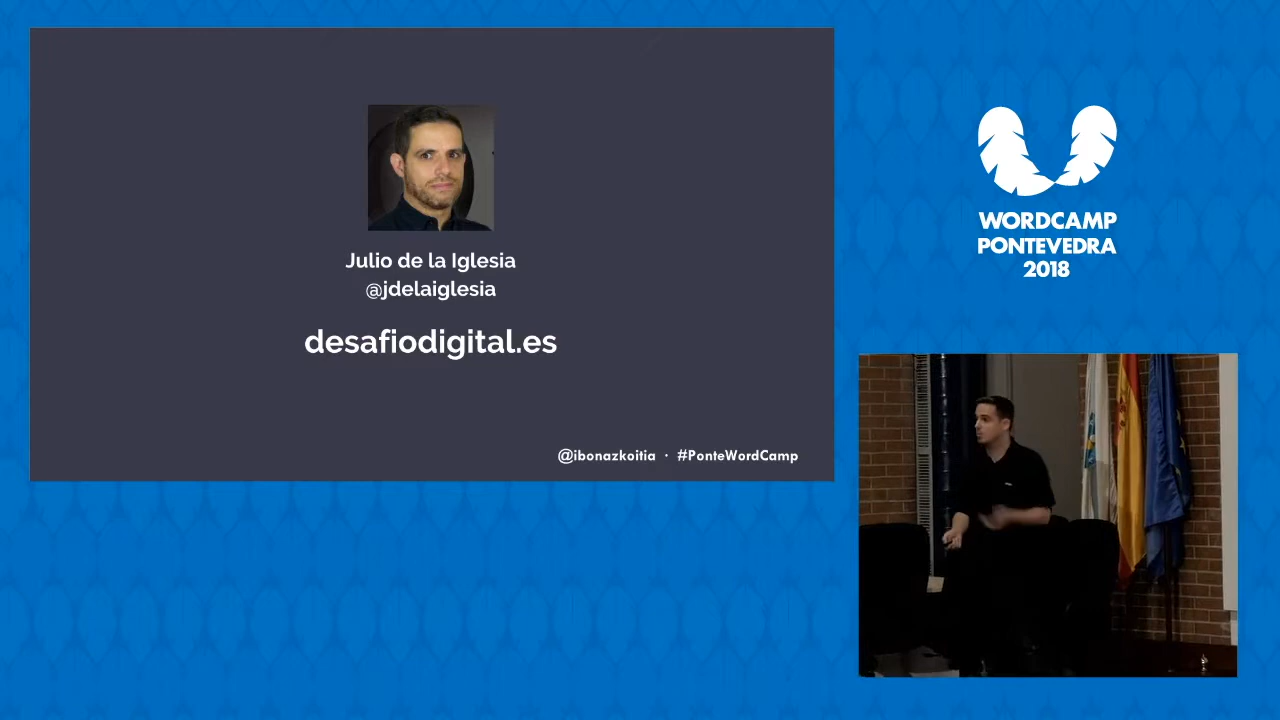 Julio de la Iglesia
@jdelaiglesia
desafiodigital.es
@ibonazkoitia · #PonteWordCamp
WORDCAMP
PONTEVEDRA
2018